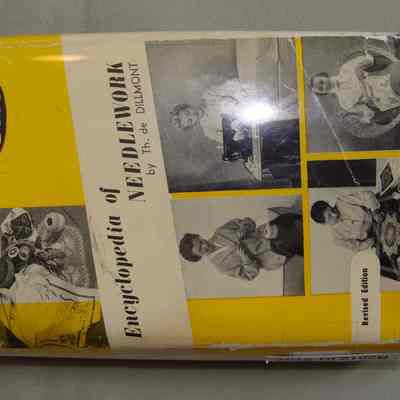 Encyclopedia of
NEEDLEWORK
by Th. de DILLMONT
Revised Edition